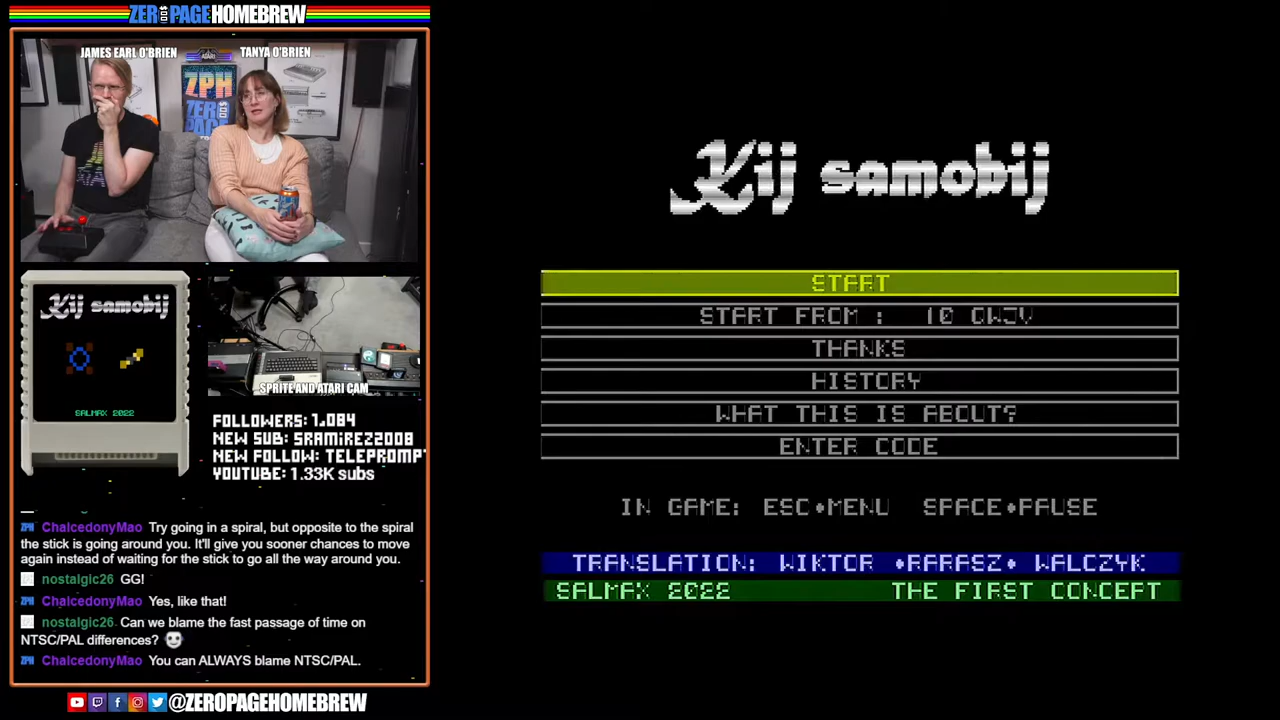 ZERO PAGE HOMEBREW
JAMES EARL O'BRIEN
TANYA O'BRIEN
ATARI
ZPH
ZERO
PAGE
Kij samobij
SALMAX 2022
SPRITE AND ATARI CAM
FOLLOWERS: 1,084
NEW SUB: SRAMIREZ2008
NEW FOLLOW: TELEPROMPT
YOUTUBE: 1.33K subs
ChalcedonyMao Try going in a spiral, but opposite to the spiral
the stick is going around you. It'll give you sooner chances to move
again instead of waiting for the stick to go all the way around you.
nostalgic26 GG!
ChalcedonyMao Yes, like that!
nostalgic26 Can we blame the fast passage of time on
NTSC/PAL differences?
ChalcedonyMao You can ALWAYS blame NTSC/PAL.
@ZEROPAGEHOMEBREW
Kij samobij
START
START FROM : 10 CWJV
THANKS
HISTORY
WHAT THIS IS ABOUT?
ENTER CODE
IN GAME: ESC•MENU SPACE•PAUSE
TRANSLATION: WIKTOR •RARASZ• WALCZYK
SALMAX 2022 THE FIRST CONCEPT